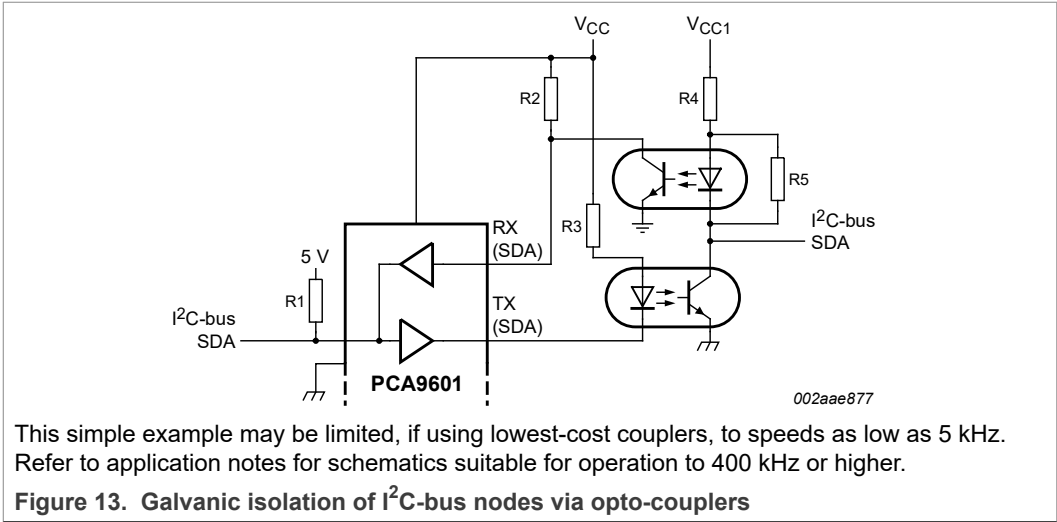 VCC
VCC1
R2
R4
R5
R3
I2C-bus
SDA
RX
(SDA)
5 V
R1
TX
(SDA)
I2C-bus
SDA
PCA9601
002aae877
This simple example may be limited, if using lowest-cost couplers, to speeds as low as 5 kHz.
Refer to application notes for schematics suitable for operation to 400 kHz or higher.
Figure 13. Galvanic isolation of I2C-bus nodes via opto-couplers